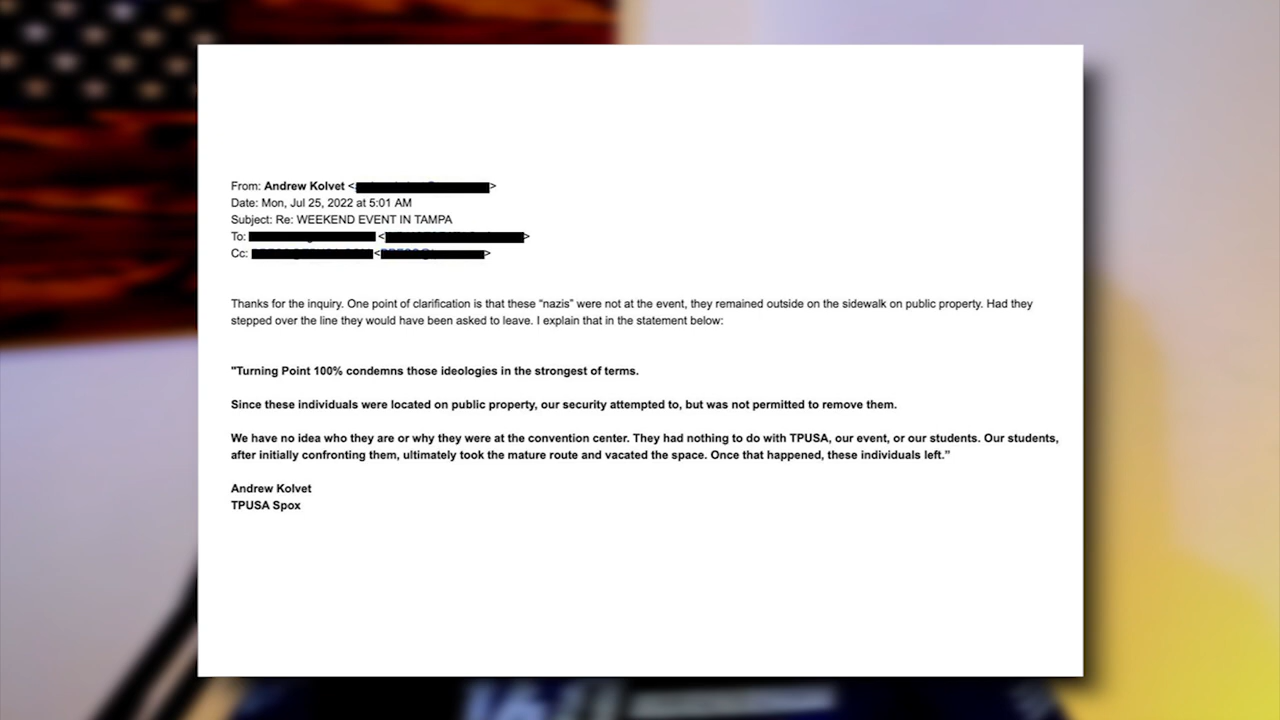 From: Andrew Kolvet < >
Date: Mon, Jul 25, 2022 at 5:01 AM
Subject: Re: WEEKEND EVENT IN TAMPA
To: < >
Cc: < >
Thanks for the inquiry. One point of clarification is that these “nazis” were not at the event, they remained outside on the sidewalk on public property. Had they
stepped over the line they would have been asked to leave. I explain that in the statement below:
"Turning Point 100% condemns those ideologies in the strongest of terms.
Since these individuals were located on public property, our security attempted to, but was not permitted to remove them.
We have no idea who they are or why they were at the convention center. They had nothing to do with TPUSA, our event, or our students. Our students,
after initially confronting them, ultimately took the mature route and vacated the space. Once that happened, these individuals left.”
Andrew Kolvet
TPUSA Spox